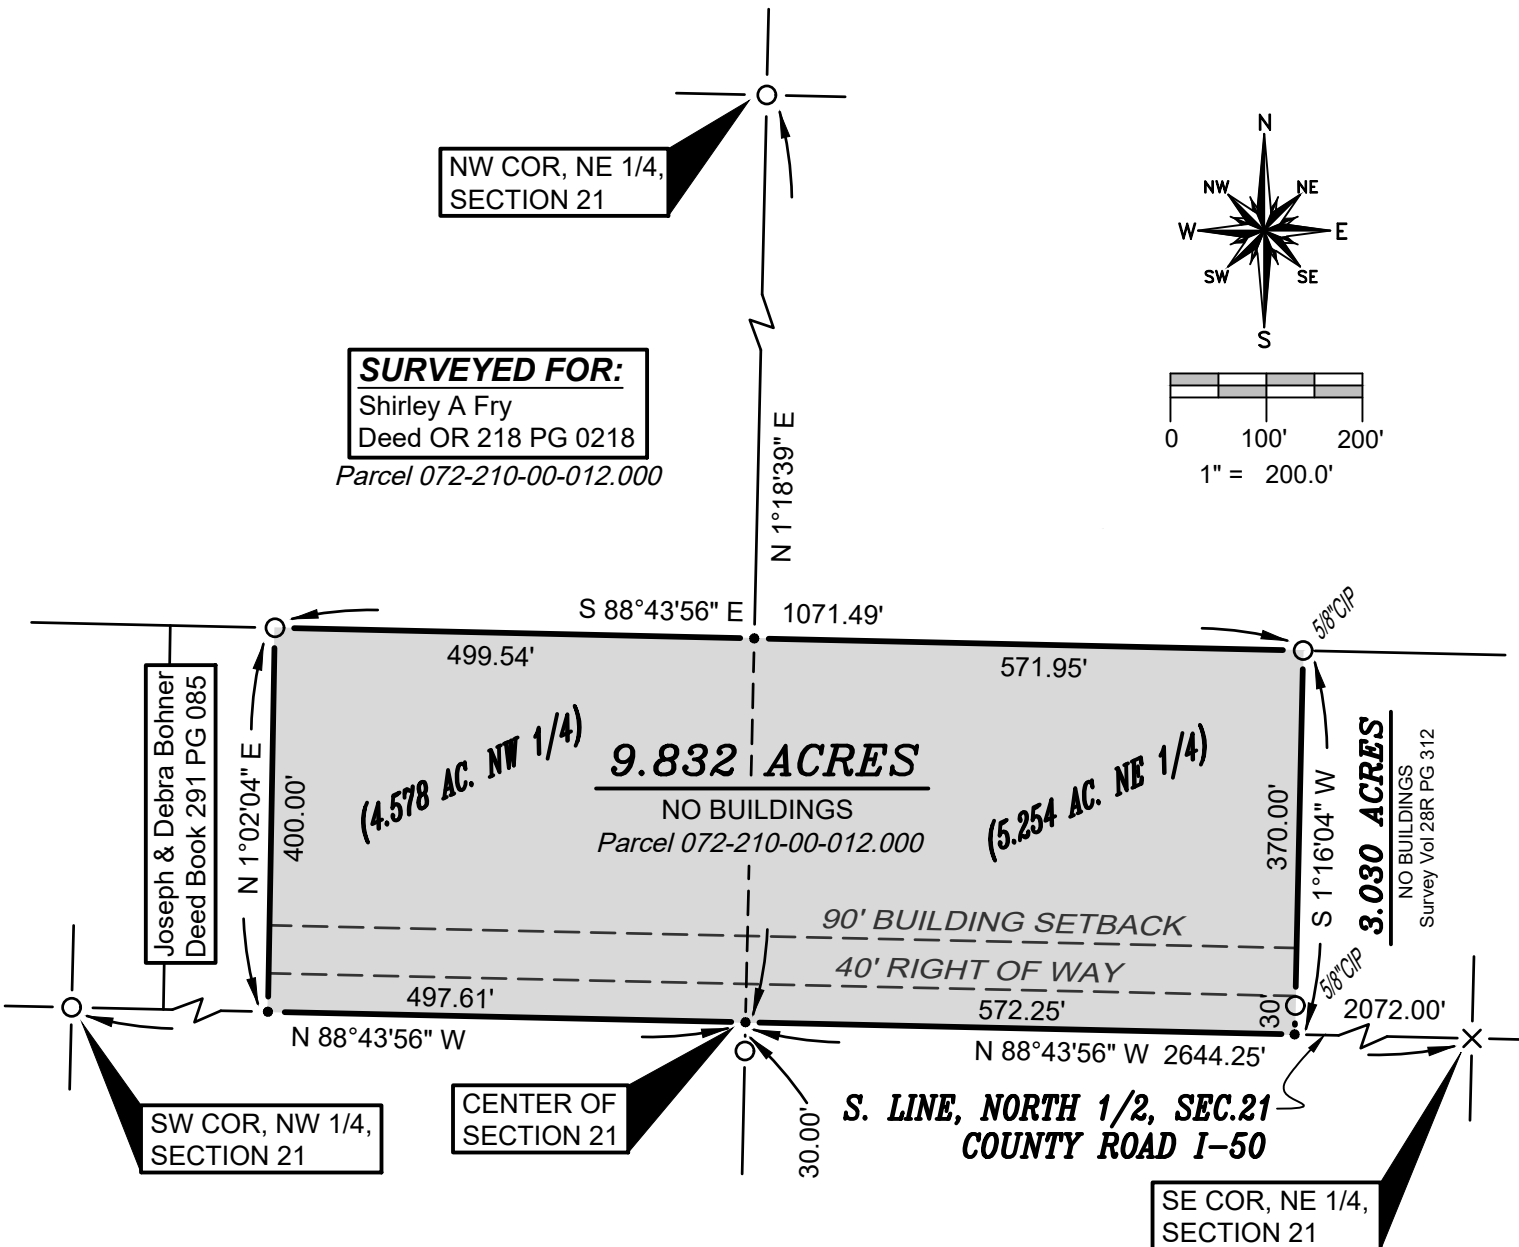 NW COR, NE 1/4,
SECTION 21
N
NW
NE
W
E
SW
SE
S
SURVEYED FOR:
Shirley A Fry
Deed OR 218 PG 0218
Parcel 072-210-00-012.000
0 100' 200'
1" = 200.0'
N 1°18'39" E
S 88°43'56" E 1071.49'
5/8"CIP
499.54'
571.95'
Joseph & Debra Bohner
Deed Book 291 PG 085
N 1°02'04" E
400.00'
(4.578 AC. NW 1/4)
9.832 ACRES
NO BUILDINGS
Parcel 072-210-00-012.000
(5.254 AC. NE 1/4)
370.00'
S 1°16'04" W
3.030 ACRES
NO BUILDINGS
Survey Vol 28R PG 312
90' BUILDING SETBACK
40' RIGHT OF WAY
5/8"CIP
497.61'
572.25'
30'
2072.00'
N 88°43'56" W
N 88°43'56" W 2644.25'
SW COR, NW 1/4,
SECTION 21
CENTER OF
SECTION 21
30.00'
S. LINE, NORTH 1/2, SEC.21
COUNTY ROAD I-50
SE COR, NE 1/4,
SECTION 21